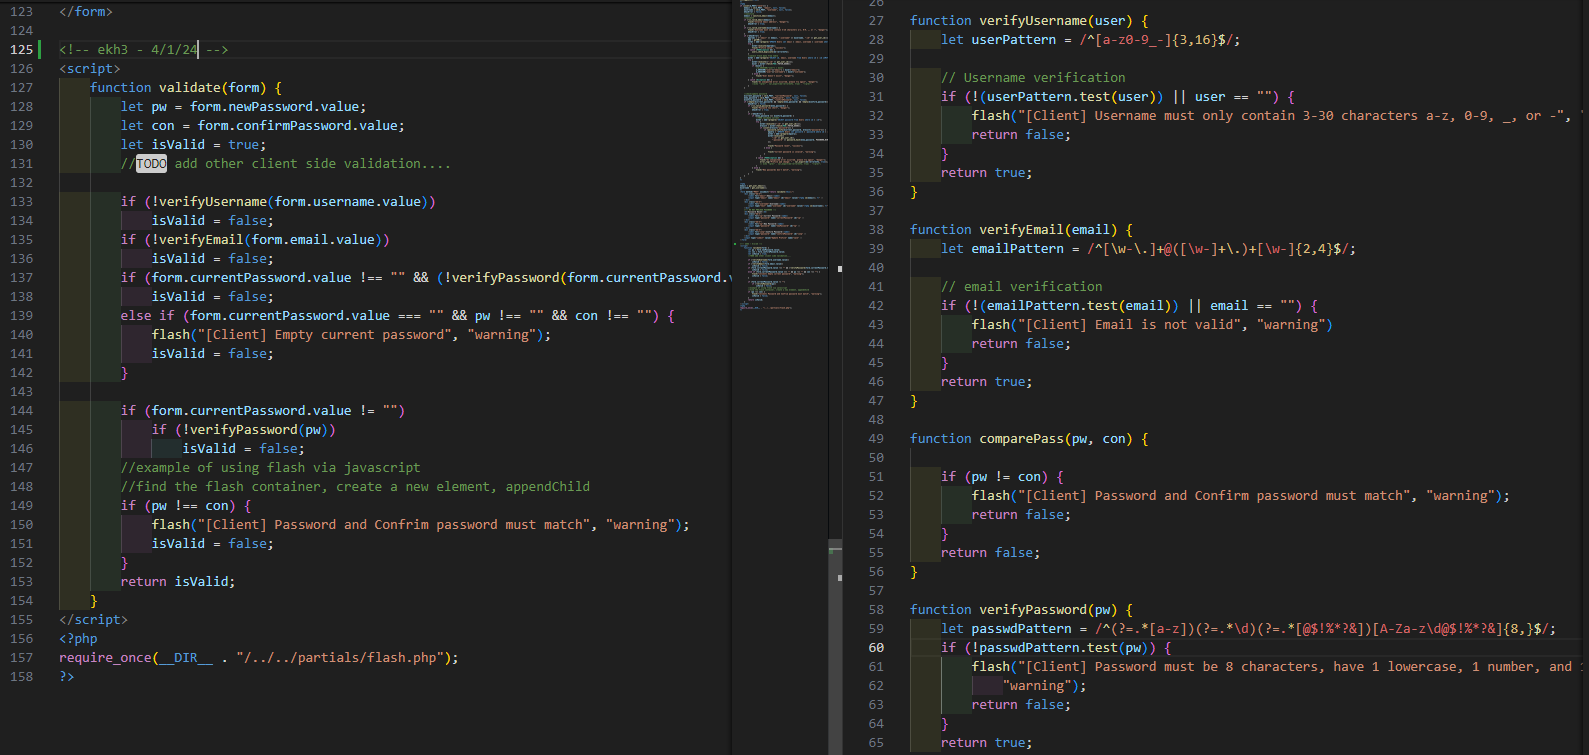 123 </form>
124
125 <!-- ekh3 - 4/1/24 -->
126 <script>
127 function validate(form) {
128 let pw = form.newPassword.value;
129 let con = form.confirmPassword.value;
130 let isValid = true;
131 //TODO add other client side validation....
132
133 if (!verifyUsername(form.username.value))
134 isValid = false;
135 if (!verifyEmail(form.email.value))
136 isValid = false;
137 if (form.currentPassword.value !== "" && (!verifyPassword(form.currentPassword.
138 isValid = false;
139 else if (form.currentPassword.value === "" && pw !== "" && con !== "") {
140 flash("[Client] Empty current password", "warning");
141 isValid = false;
142 }
143
144 if (form.currentPassword.value != "")
145 if (!verifyPassword(pw))
146 isValid = false;
147 //example of using flash via javascript
148 //find the flash container, create a new element, appendChild
149 if (pw !== con) {
150 flash("[Client] Password and Confrim password must match", "warning");
151 isValid = false;
152 }
153 return isValid;
154 }
155 </script>
156 <?php
157 require_once(__DIR__ . "/../../partials/flash.php");
158 ?>
26
27 function verifyUsername(user) {
28 let userPattern = /^[a-z0-9_-]{3,16}$/;
29
30 // Username verification
31 if (!(userPattern.test(user)) || user == "") {
32 flash("[Client] Username must only contain 3-30 characters a-z, 0-9, _, or -",
33 return false;
34 }
35 return true;
36 }
37
38 function verifyEmail(email) {
39 let emailPattern = /^[\w-\.]+@([\w-]+\.)+[\w-]{2,4}$/;
40
41 // email verification
42 if (!(emailPattern.test(email)) || email == "") {
43 flash("[Client] Email is not valid", "warning")
44 return false;
45 }
46 return true;
47 }
48
49 function comparePass(pw, con) {
50
51 if (pw != con) {
52 flash("[Client] Password and Confirm password must match", "warning");
53 return false;
54 }
55 return false;
56 }
57
58 function verifyPassword(pw) {
59 let passwdPattern = /^(?=.*[a-z])(?=.*\d)(?=.*[@$!%*?&])[A-Za-z\d@$!%*?&]{8,}$/;
60 if (!passwdPattern.test(pw)) {
61 flash("[Client] Password must be 8 characters, have 1 lowercase, 1 number, and
62 "warning");
63 return false;
64 }
65 return true;